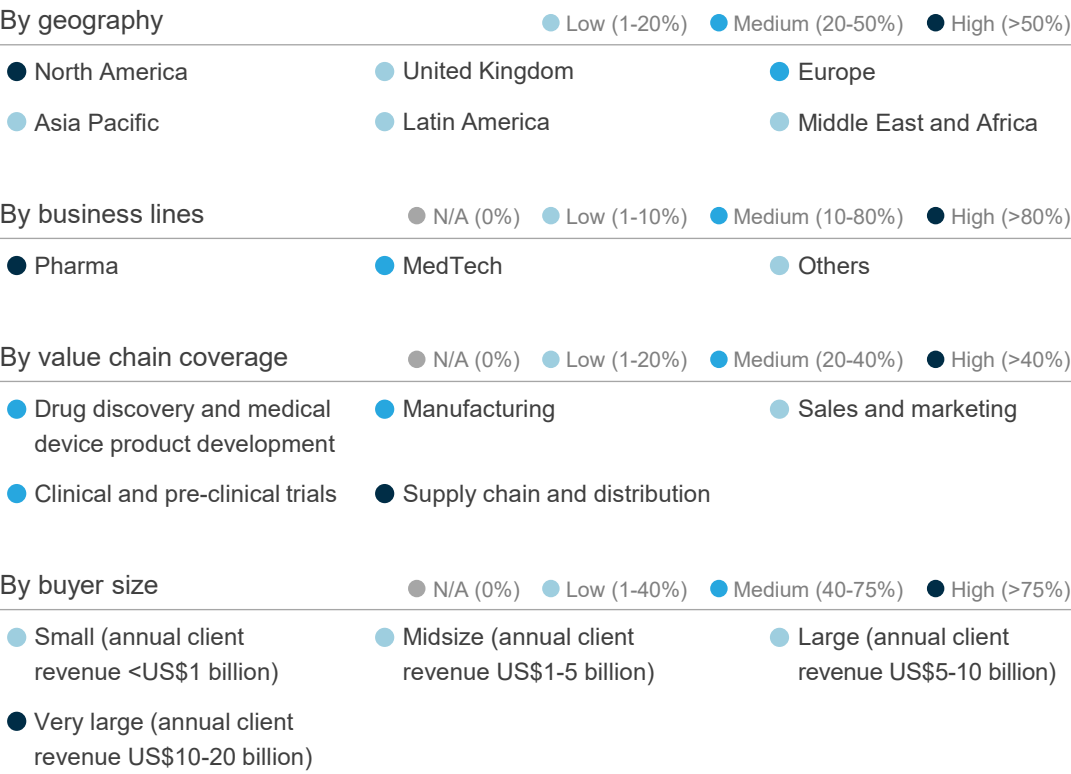 By geography Low (1-20%) Medium (20-50%) High (>50%)
North America United Kingdom Europe
Asia Pacific Latin America Middle East and Africa
By business lines N/A (0%) Low (1-10%) Medium (10-80%) High (>80%)
Pharma MedTech Others
By value chain coverage N/A (0%) Low (1-20%) Medium (20-40%) High (>40%)
Drug discovery and medical Manufacturing Sales and marketing
device product development
Clinical and pre-clinical trials Supply chain and distribution
By buyer size N/A (0%) Low (1-40%) Medium (40-75%) High (>75%)
Small (annual client Midsize (annual client Large (annual client
revenue <US$1 billion) revenue US$1-5 billion) revenue US$5-10 billion)
Very large (annual client
revenue US$10-20 billion)